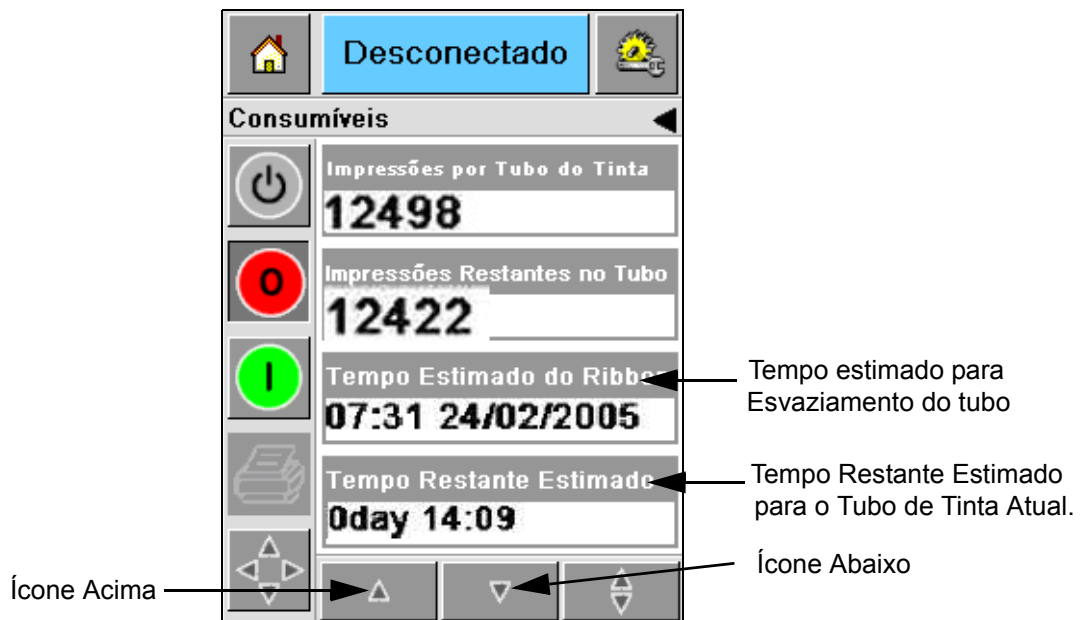 Desconectado
Consumíveis
Impressões por Tubo do Tinta
12498
O
Impressões Restantes no Tubo
12422
I
Tempo Estimado do Ribbon
07:31 24/02/2005
Tempo Restante Estimado
0day 14:09
Tempo estimado para
Esvaziamento do tubo
Tempo Restante Estimado
para o Tubo de Tinta Atual.
Ícone Abaixo
Ícone Acima